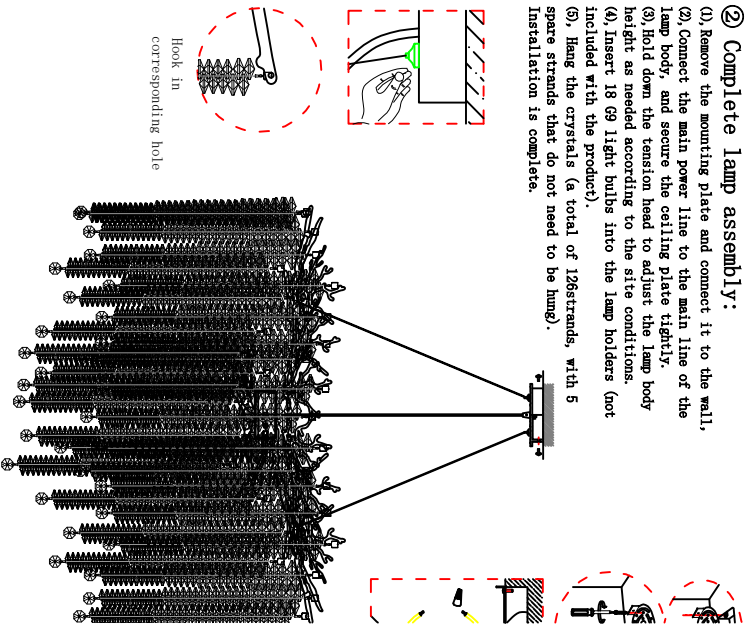 ② Complete lamp assembly:
(1), Remove the mounting plate and connect it to the wall,
(2), Connect the main power line to the main line of the
lamp body, and secure the ceiling plate tightly.
(3), Hold down the tension head to adjust the lamp body
height as needed according to the site conditions.
(4), Insert 18 G9 light bulbs into the lamp holders (not
included with the product).
(5), Hang the crystals (a total of 126strands, with 5
spare strands that do not need to be hung).
Installation is complete.
Hook in
corresponding hole